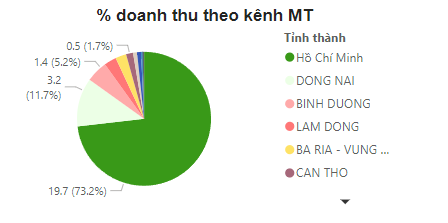 % doanh thu theo kênh MT
0.5 (1.7%)
1.4 (5.2%)
3.2
(11.7%)
19.7 (73.2%)
Tỉnh thành
Hồ Chí Minh
DONG NAI
BINH DUONG
LAM DONG
BA RIA - VUNG ...
CAN THO